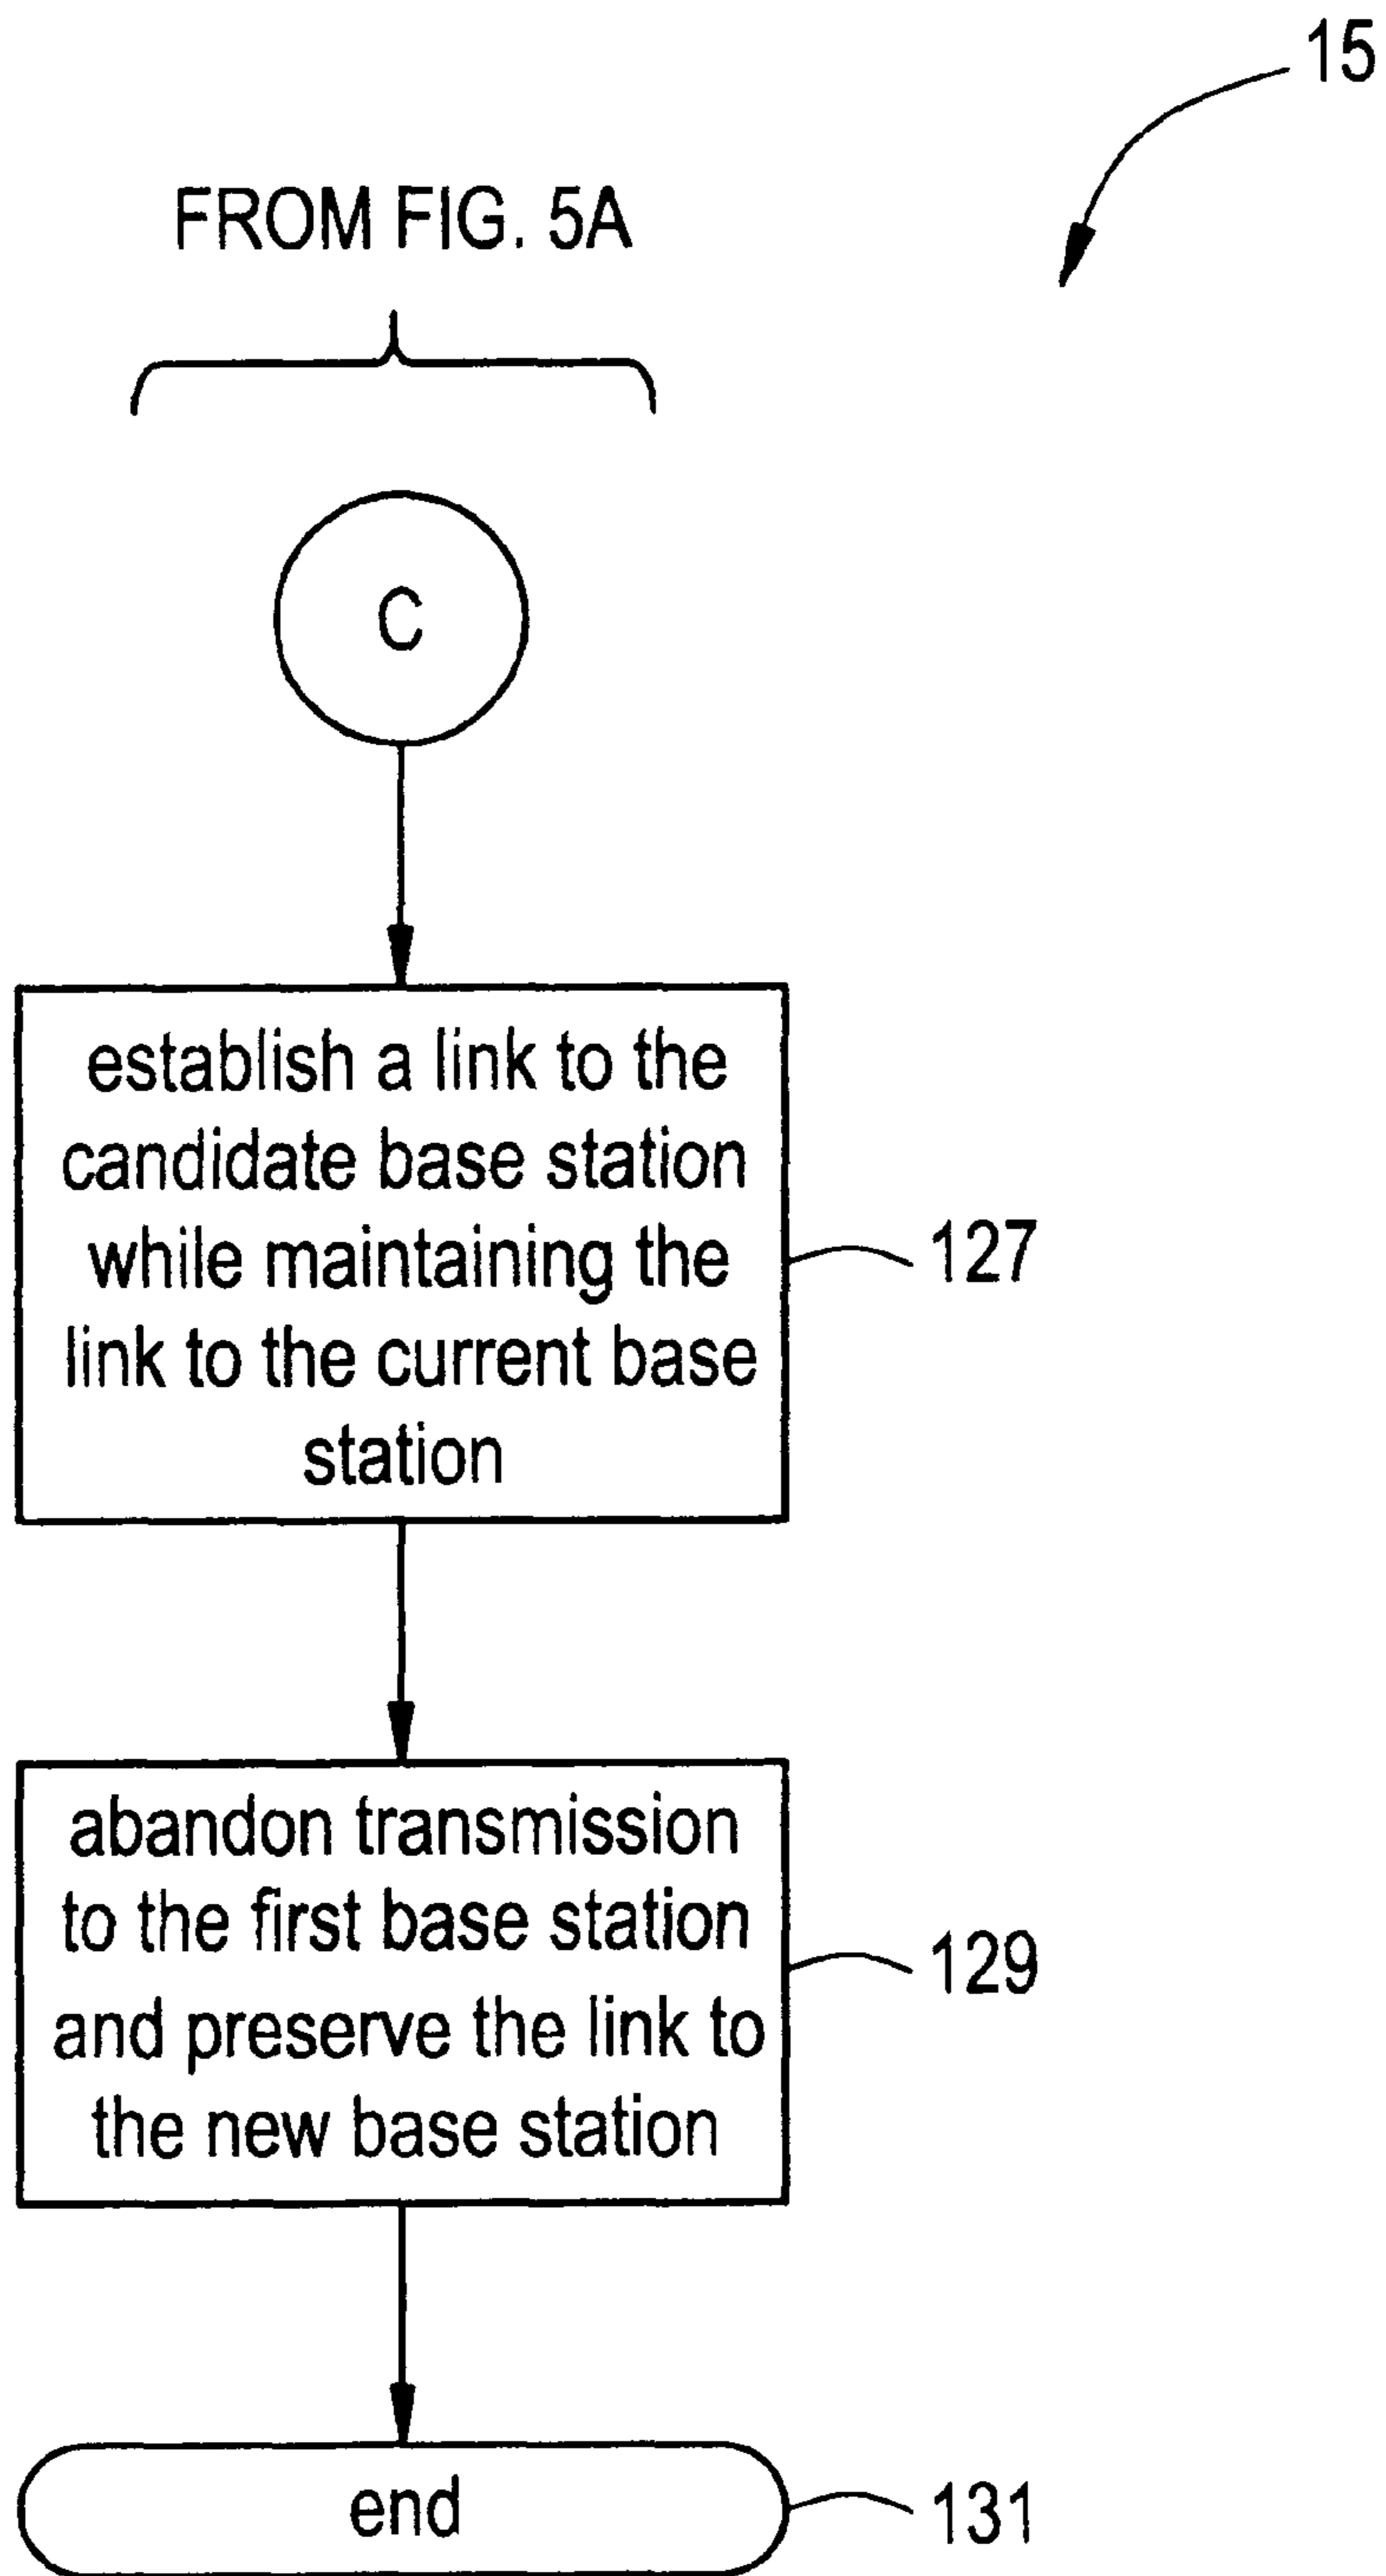 15
FROM FIG. 5A
C
establish a link to the
candidate base station
while maintaining the
link to the current base
station
127
abandon transmission
to the first base station
and preserve the link to
the new base station
129
end
131